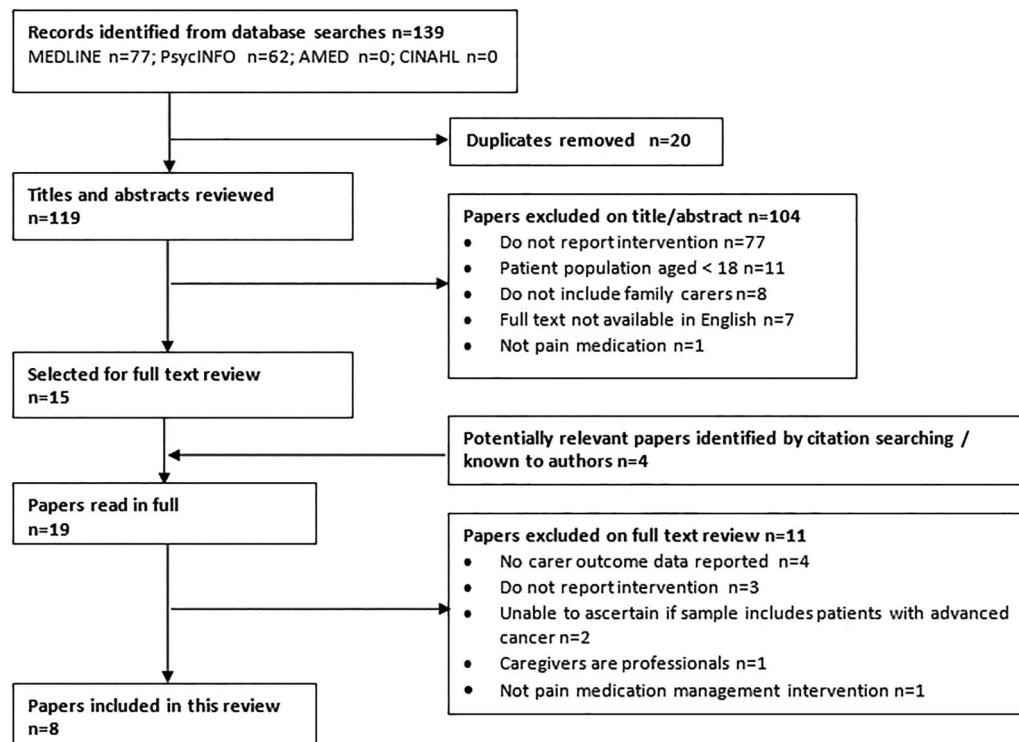 Records identified from database searches n=139
MEDLINE n=77; PsycINFO n=62; AMED n=0; CINAHL n=0
Duplicates removed n=20
Titles and abstracts reviewed
n=119
Papers excluded on title/abstract n=104
• Do not report intervention n=77
• Patient population aged < 18 n=11
• Do not include family carers n=8
• Full text not available in English n=7
• Not pain medication n=1
Selected for full text review
n=15
Potentially relevant papers identified by citation searching /
known to authors n=4
Papers read in full
n=19
Papers excluded on full text review n=11
• No carer outcome data reported n=4
• Do not report intervention n=3
• Unable to ascertain if sample includes patients with advanced
cancer n=2
• Caregivers are professionals n=1
• Not pain medication management intervention n=1
Papers included in this review
n=8